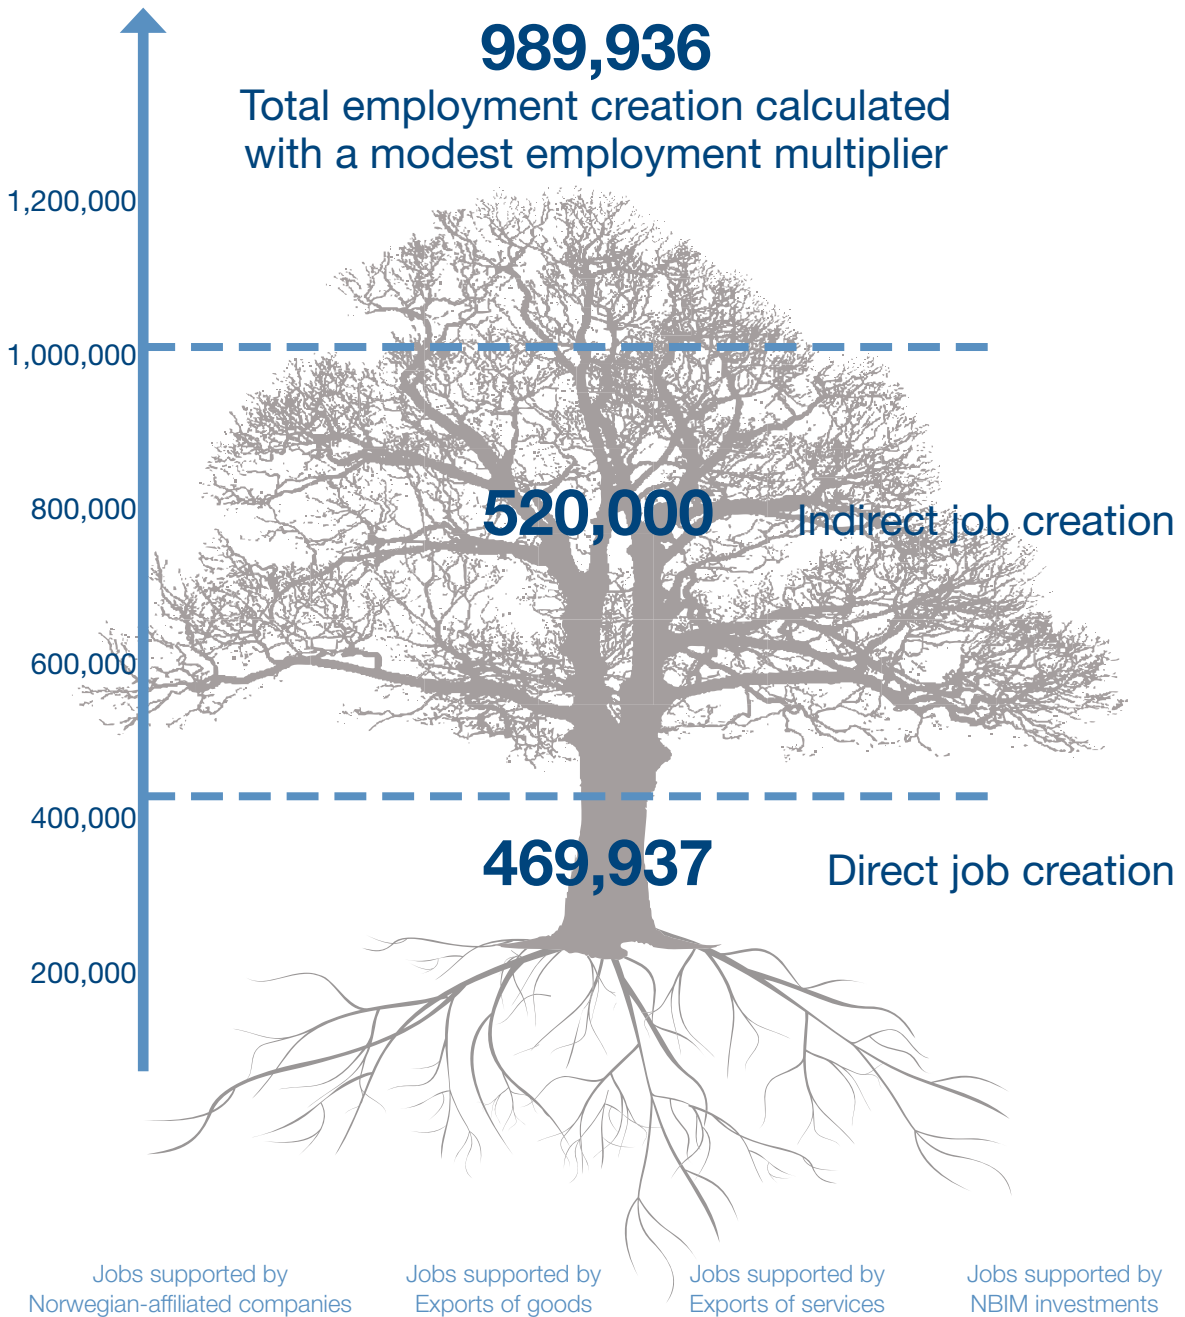 989,936
Total employment creation calculated
with a modest employment multiplier
1,200,000
1,000,000
800,000
520,000
Indirect job creation
600,000
400,000
469,937
Direct job creation
200,000
Jobs supported by
Norwegian-affiliated companies
Jobs supported by
Exports of goods
Jobs supported by
Exports of services
Jobs supported by
NBIM investments